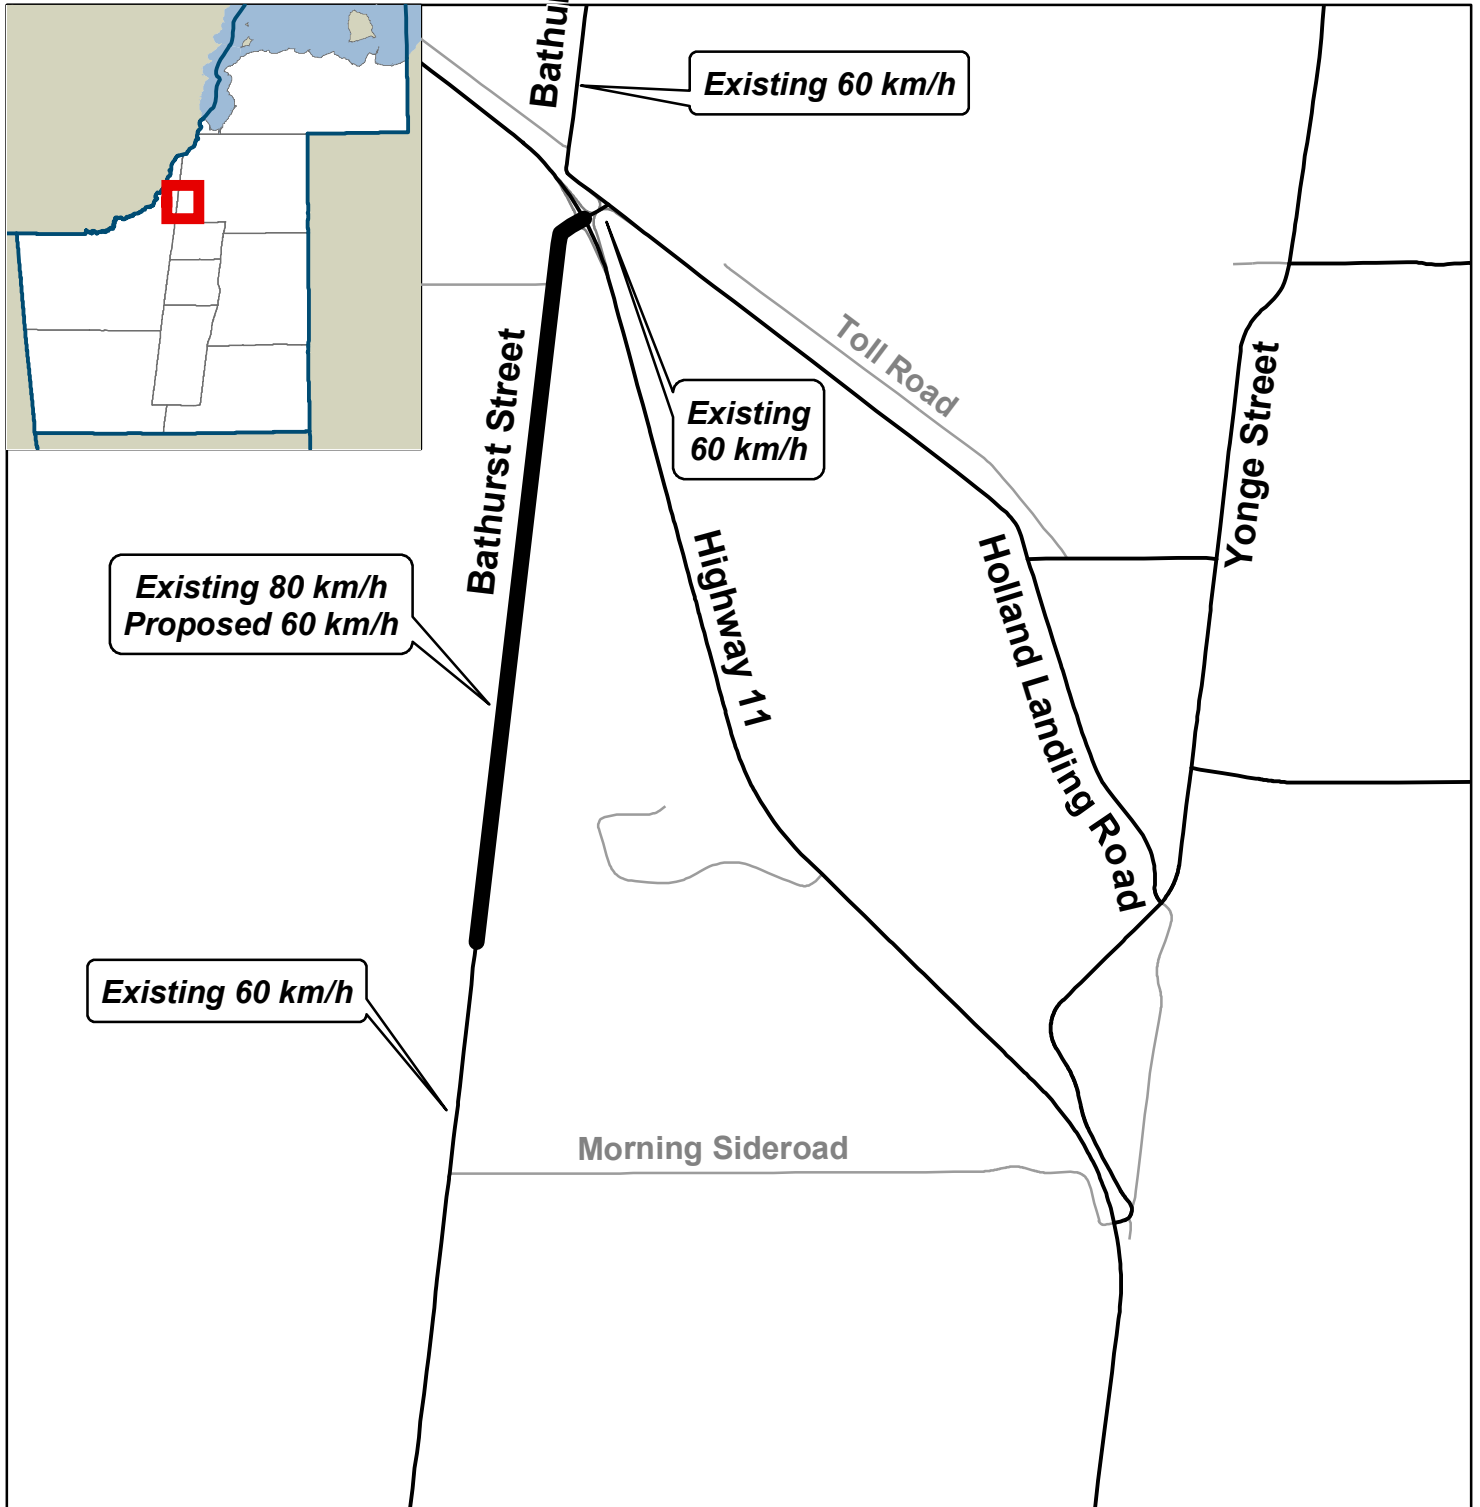 Bathu
Existing 60 km/h
Toll Road
Bathurst Street
Yonge Street
Existing
60 km/h
Highway 11
Holland Landing Road
Existing 80 km/h
Proposed 60 km/h
Existing 60 km/h
Morning Sideroad